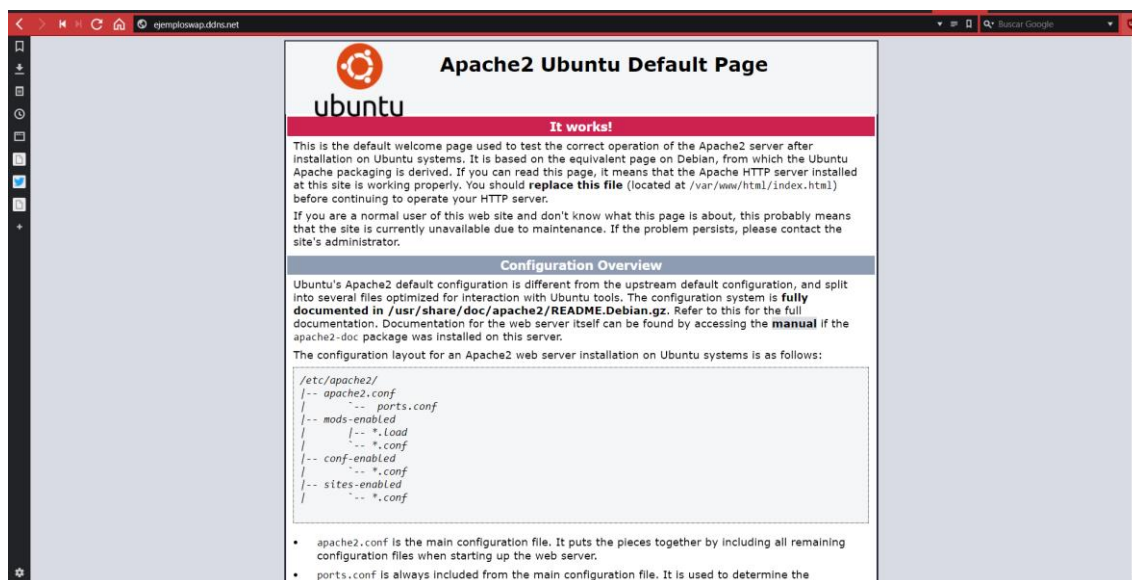 ejemploswap.ddns.net
Buscar Google
Apache2 Ubuntu Default Page
ubuntu
It works!
This is the default welcome page used to test the correct operation of the Apache2 server after
installation on Ubuntu systems. It is based on the equivalent page on Debian, from which the Ubuntu
Apache packaging is derived. If you can read this page, it means that the Apache HTTP server installed
at this site is working properly. You should replace this file (located at /var/www/html/index.html)
before continuing to operate your HTTP server.
If you are a normal user of this web site and don't know what this page is about, this probably means
that the site is currently unavailable due to maintenance. If the problem persists, please contact the
site's administrator.
Configuration Overview
Ubuntu's Apache2 default configuration is different from the upstream default configuration, and split
into several files optimized for interaction with Ubuntu tools. The configuration system is fully
documented in /usr/share/doc/apache2/README.Debian.gz. Refer to this for the full
documentation. Documentation for the web server itself can be found by accessing the manual if the
apache2-doc package was installed on this server.
The configuration layout for an Apache2 web server installation on Ubuntu systems is as follows:
/etc/apache2/
|-- apache2.conf
|       `--  ports.conf
|-- mods-enabled
|       |-- *.load
|       `-- *.conf
|-- conf-enabled
|       `-- *.conf
|-- sites-enabled
|       `-- *.conf
• apache2.conf is the main configuration file. It puts the pieces together by including all remaining
configuration files when starting up the web server.
• ports.conf is always included from the main configuration file. It is used to determine the